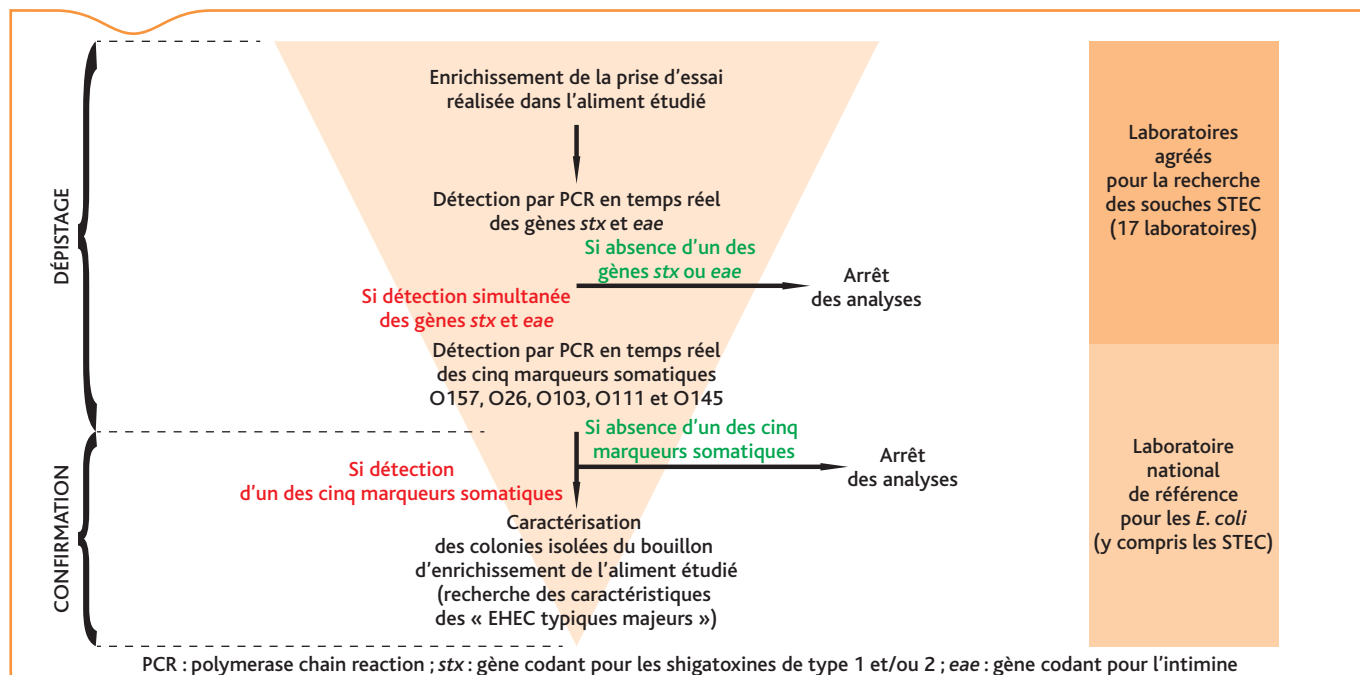 DÉPISTAGE
Enrichissement de la prise d'essai
réalisée dans l'aliment étudié
Détection par PCR en temps réel
des gènes stx et eae
Si absence d'un des
gènes stx ou eae
Arrêt
des analyses
Si détection simultanée
des gènes stx et eae
Détection par PCR en temps réel
des cinq marqueurs somatiques
O157, O26, O103, O111 et O145
CONFIRMATION
Si absence d'un des cinq
marqueurs somatiques
Arrêt
des analyses
Si détection
d'un des cinq marqueurs somatiques
Caractérisation
des colonies isolées du bouillon
d'enrichissement de l'aliment étudié
(recherche des caractéristiques
des « EHEC typiques majeurs »)
Laboratoires
agréés
pour la recherche
des souches STEC
(17 laboratoires)
Laboratoire
national
de référence
pour les E. coli
(y compris les STEC)
PCR : polymerase chain reaction ; stx : gène codant pour les shigatoxines de type 1 et/ou 2 ; eae : gène codant pour l'intimine